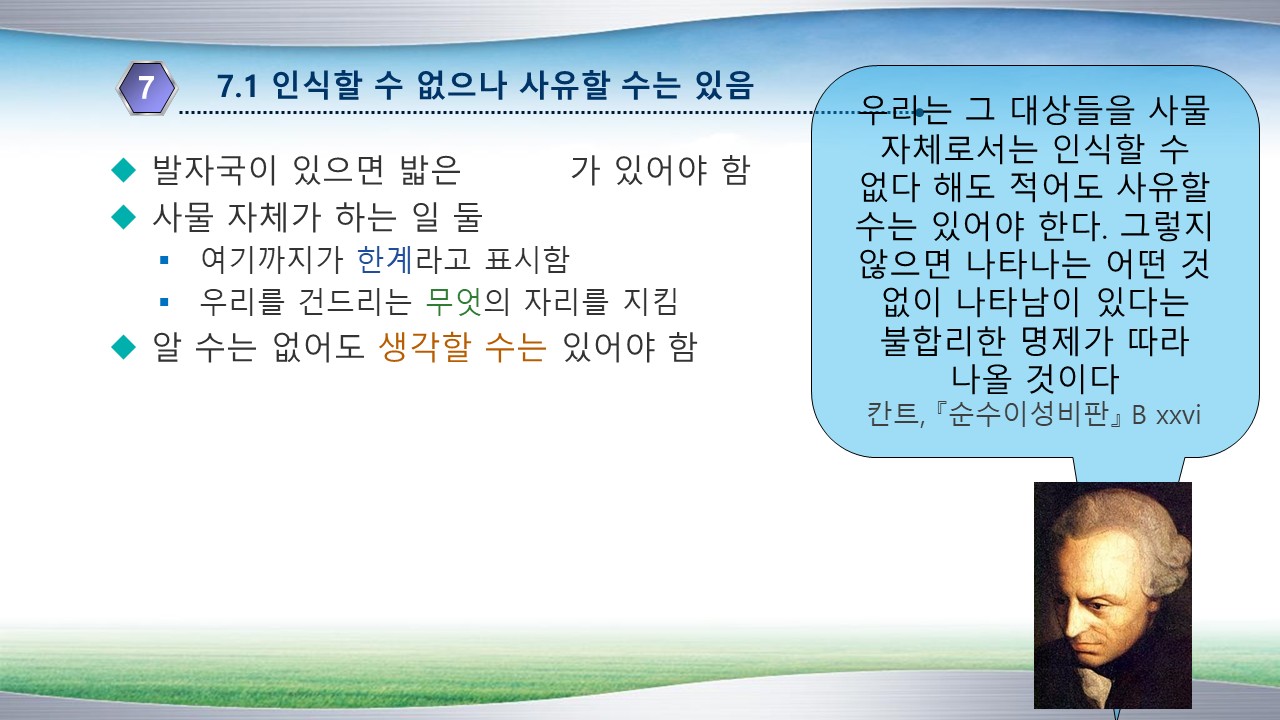 7
7.1 인식할 수 없으나 사유할 수는 있음
발자국이 있으면 밟은 가 있어야 함
사물 자체가 하는 일 둘
여기까지가 한계라고 표시함
우리를 건드리는 무엇의 자리를 지킴
알 수는 없어도 생각할 수는 있어야 함
우리는 그 대상들을 사물
자체로서는 인식할 수
없다 해도 적어도 사유할
수는 있어야 한다. 그렇지
않으면 나타나는 어떤 것
없이 나타남이 있다는
불합리한 명제가 따라
나올 것이다
칸트, 『순수이성비판』 B xxvi